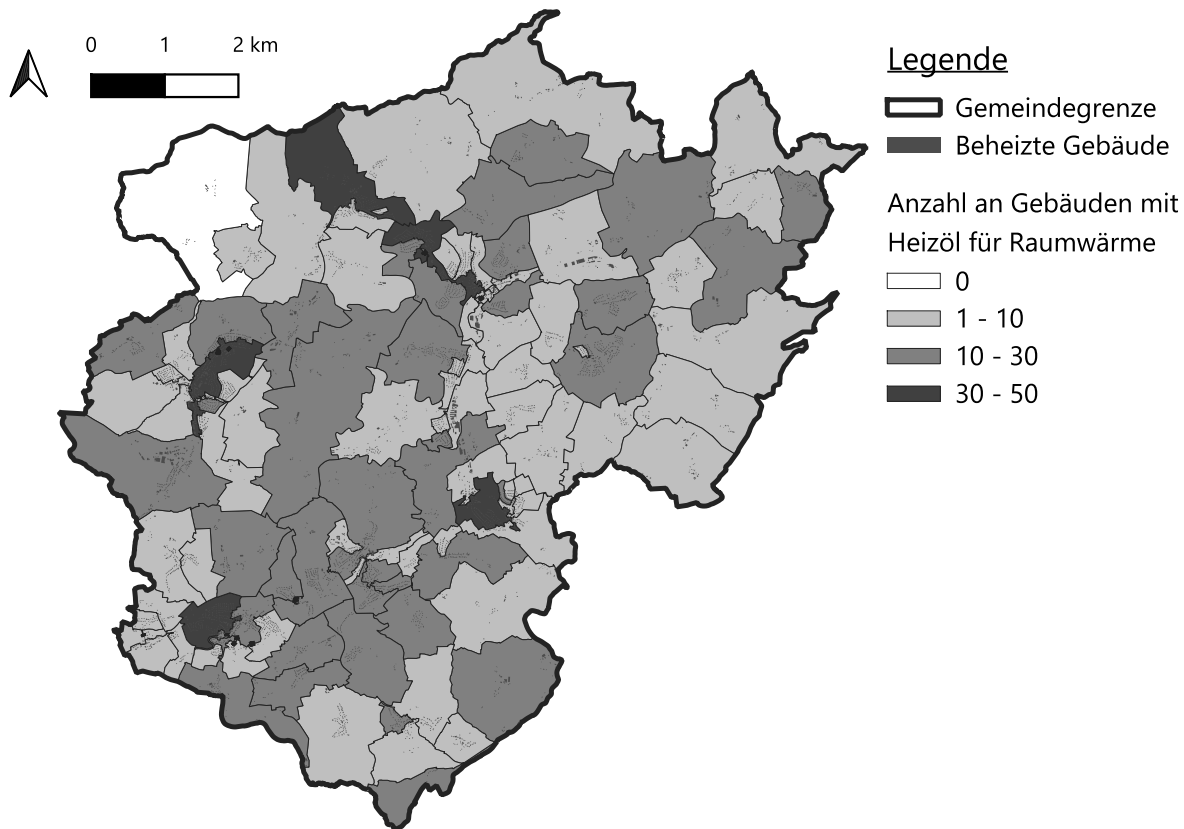 0 1 2 km
Legende
Gemeindegrenze
Beheizte Gebäude
Anzahl an Gebäuden mit
Heizöl für Raumwärme
0
1 - 10
10 - 30
30 - 50